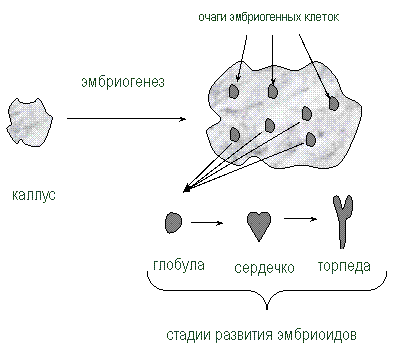 очаги эмбриогенных клеток
эмбриогенез
каллус
глобула
сердечко
торпеда
стадии развития эмбриоидов